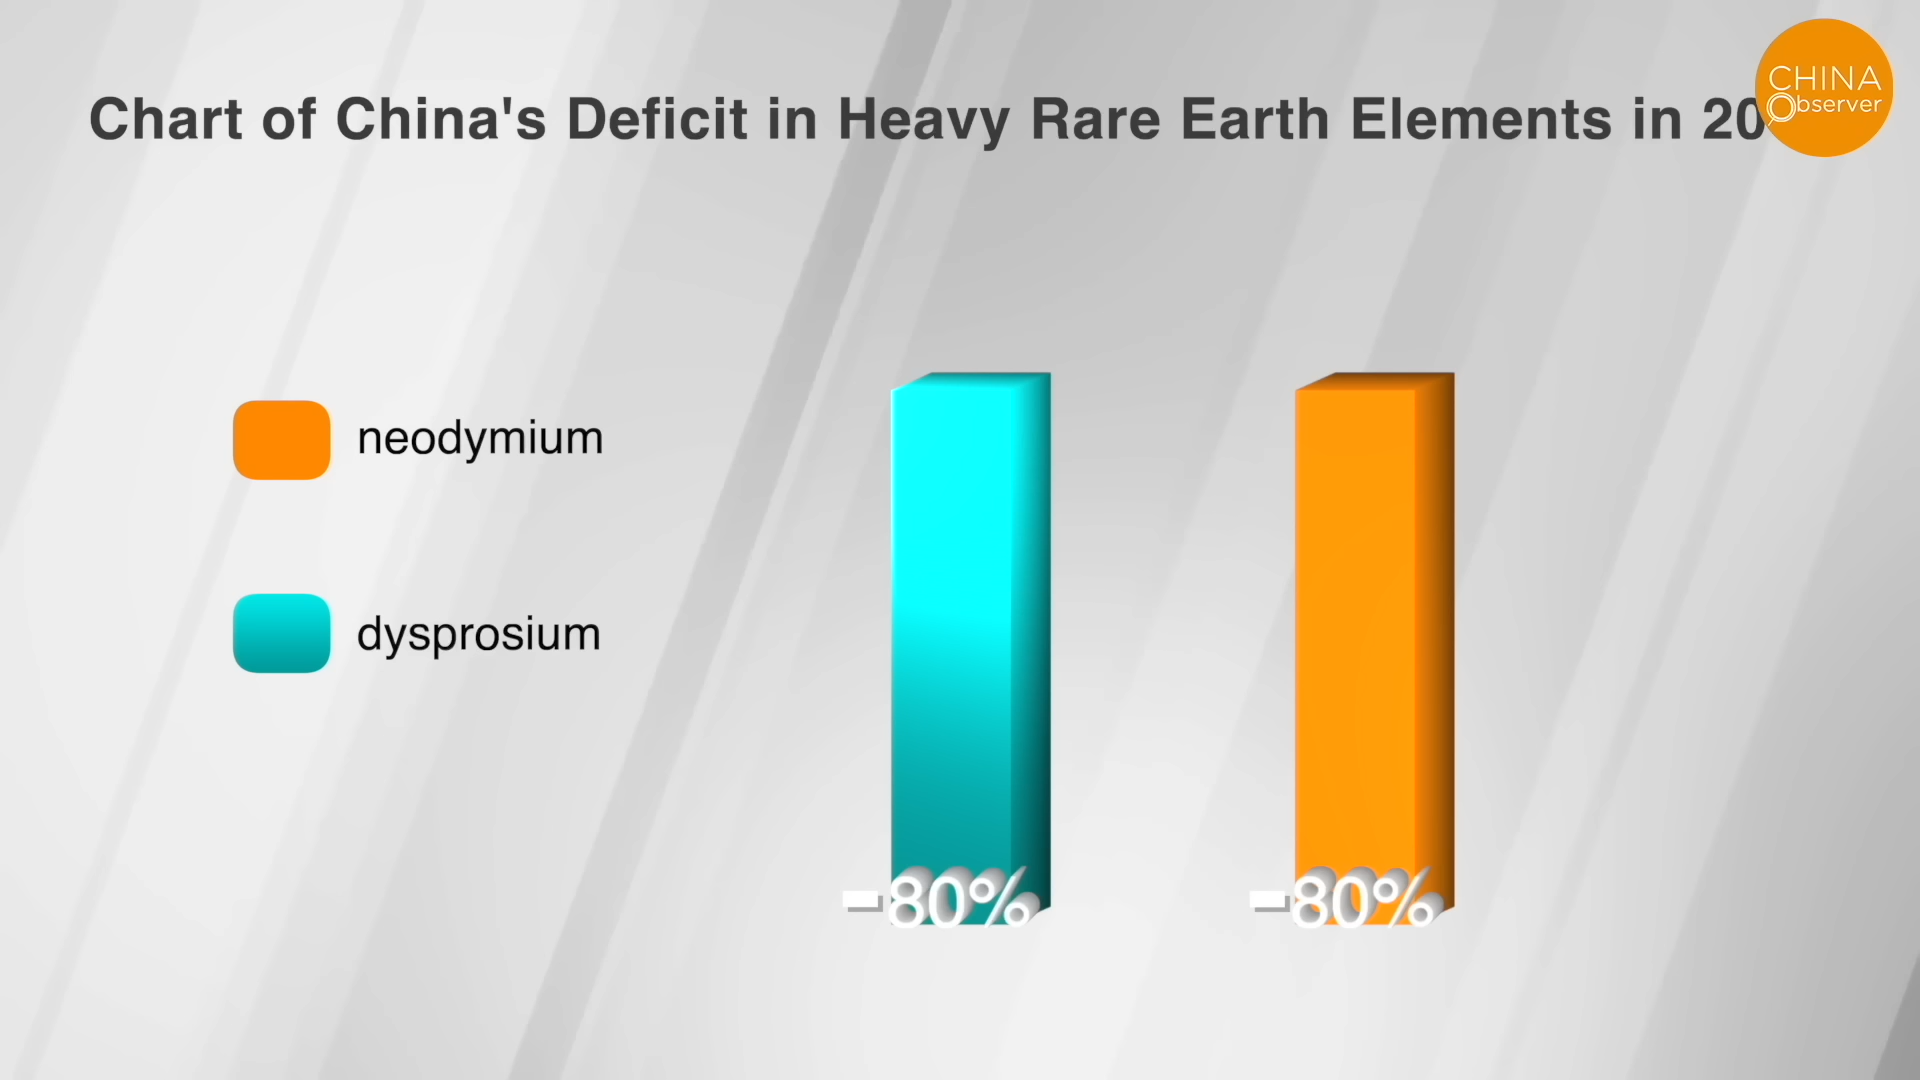 Chart of China's Deficit in Heavy Rare Earth Elements in 20
CHINA
Observer
neodymium
dysprosium
-80%
-80%